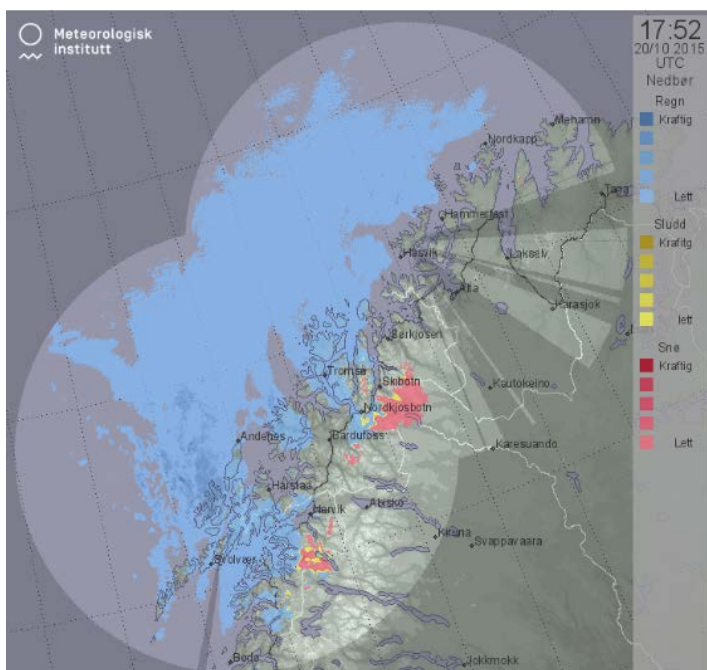 Meteorologisk
institutt
17:52
20/10 2015
UTC
Nedbør
Regn
Kraftig
Lett
Sludd
Kraftitg
lett
Snø
Kraftig
Lett
Mehamn
Nordkapp
Tana
Hammerfest
Hasvik
Lakselv
Alta
Karasjok
Sørkjosen
Tromsø
Skibotn
Kautokeino
Nordkjosbotn
Andenes
Bardufoss
Karesuando
Harstad
Narvik
Abisko
Kiruna
Svappavaara
Svolvær
Bodø
Jokkmokk